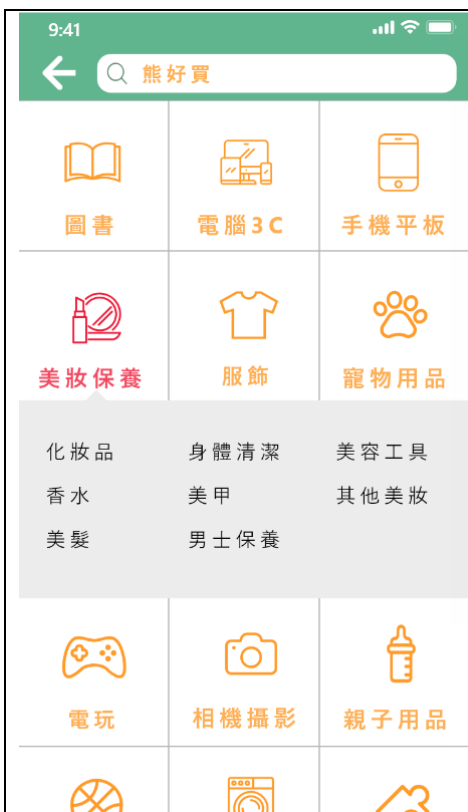 9:41
熊好買
圖書 電腦3C 手機平板
美妝保養 服飾 寵物用品
化妝品 身體清潔 美容工具
香水 美甲 其他美妝
美髮 男士保養
電玩 相機攝影 親子用品